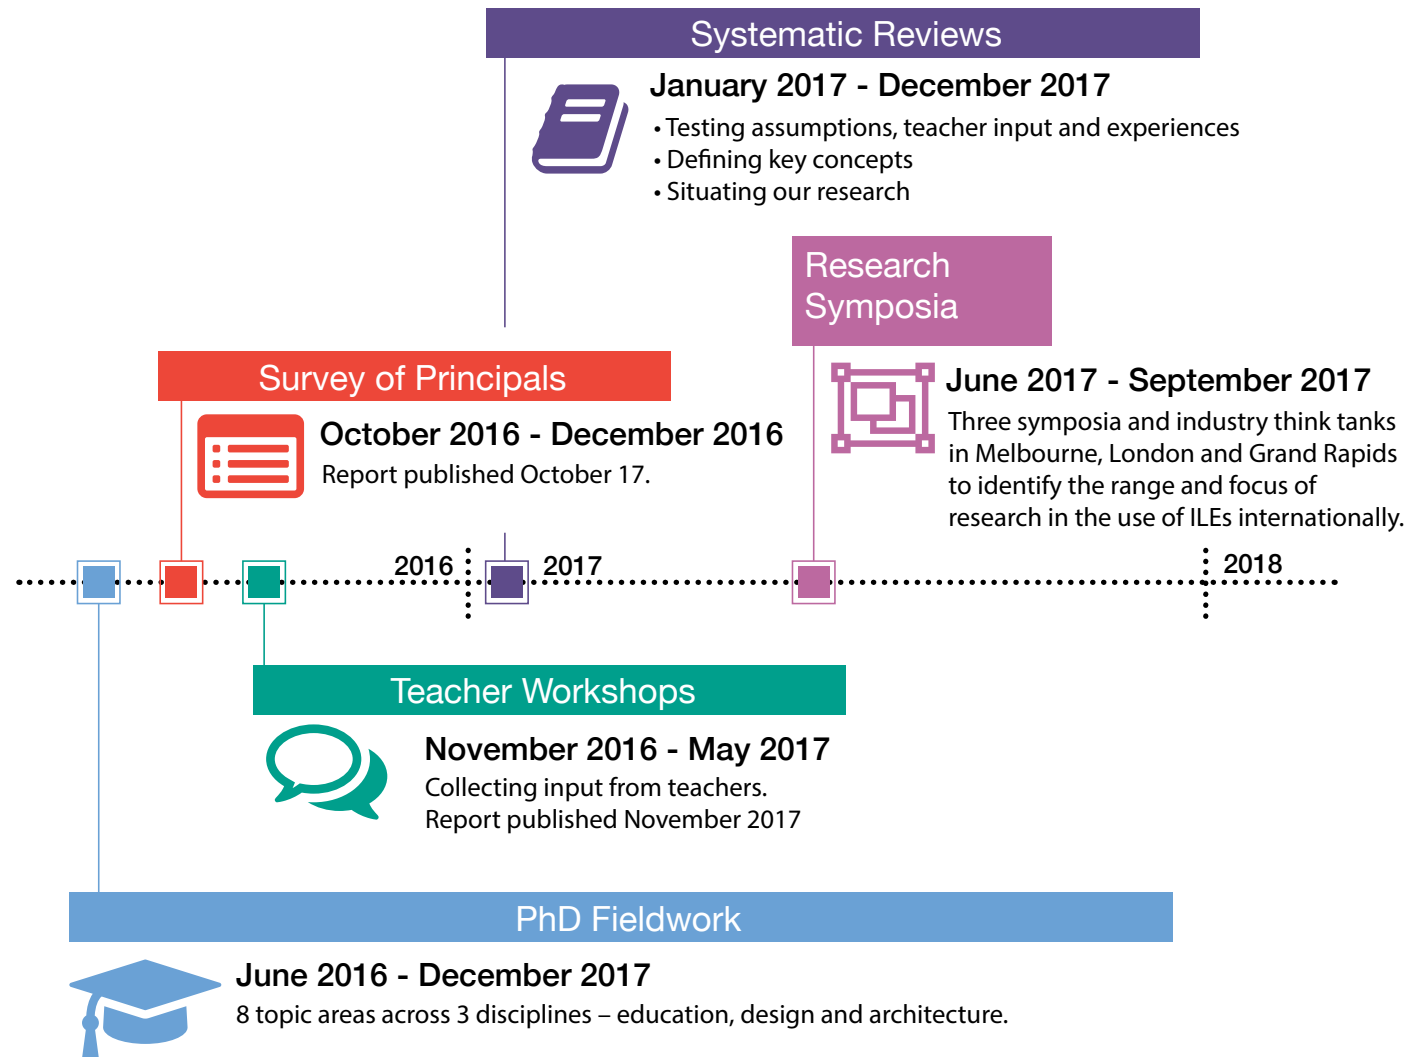 Systematic Reviews
January 2017 - December 2017
• Testing assumptions, teacher input and experiences
• Defining key concepts
• Situating our research
Research
Symposia
June 2017 - September 2017
Three symposia and industry think tanks
in Melbourne, London and Grand Rapids
to identify the range and focus of
research in the use of ILEs internationally.
Survey of Principals
October 2016 - December 2016
Report published October 17.
2016
2017
2018
Teacher Workshops
November 2016 - May 2017
Collecting input from teachers.
Report published November 2017
PhD Fieldwork
June 2016 - December 2017
8 topic areas across 3 disciplines – education, design and architecture.